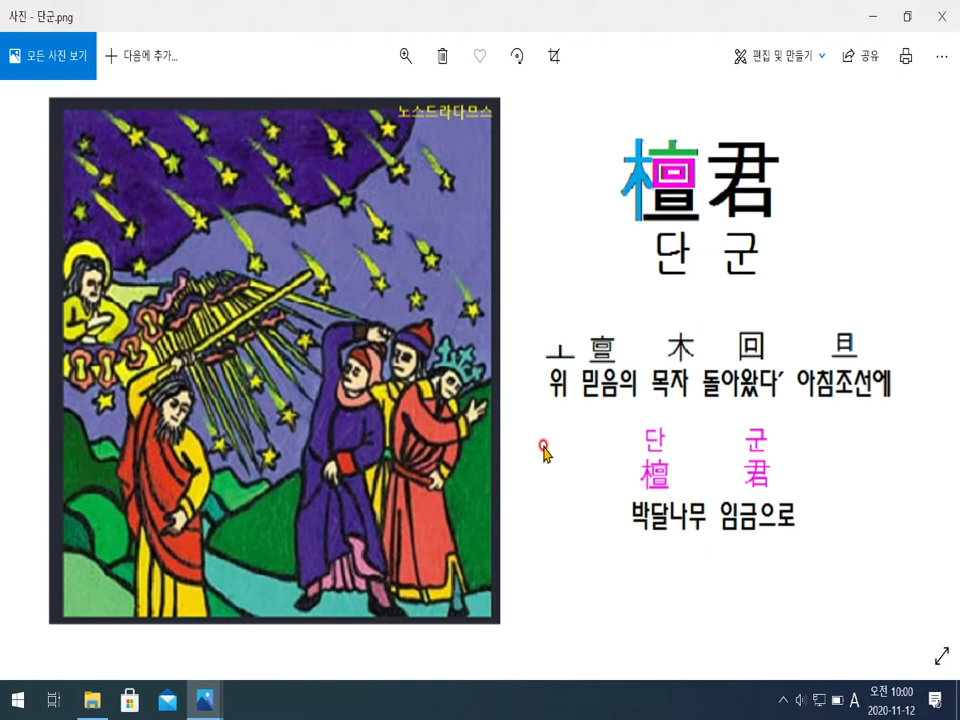 사진 - 단군.png
모든 사진 보기
다음에 추가...
편집 및 만들기
공유
노스트라다므스
檀君
단 군
ㅗ 亶 木 回 旦
위 믿음의 목자 돌아왔다' 아침조선에
단 군
檀 君
박달나무 임금으로
A
오전 10:00
2020-11-12